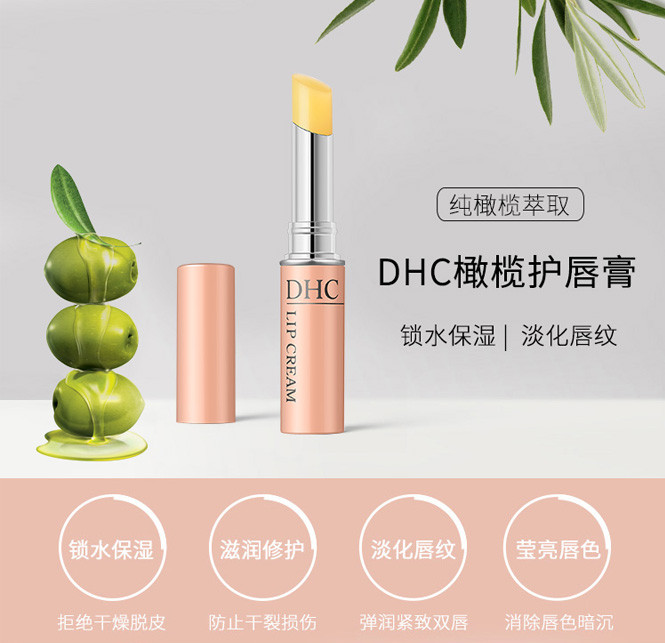 纯橄榄萃取
DHC橄榄护唇膏
锁水保湿 | 淡化唇纹
DHC
LIP CREAM
锁水保湿
滋润修护
淡化唇纹
莹亮唇色
拒绝干燥脱皮
防止干裂损伤
弹润紧致双唇
消除唇色暗沉